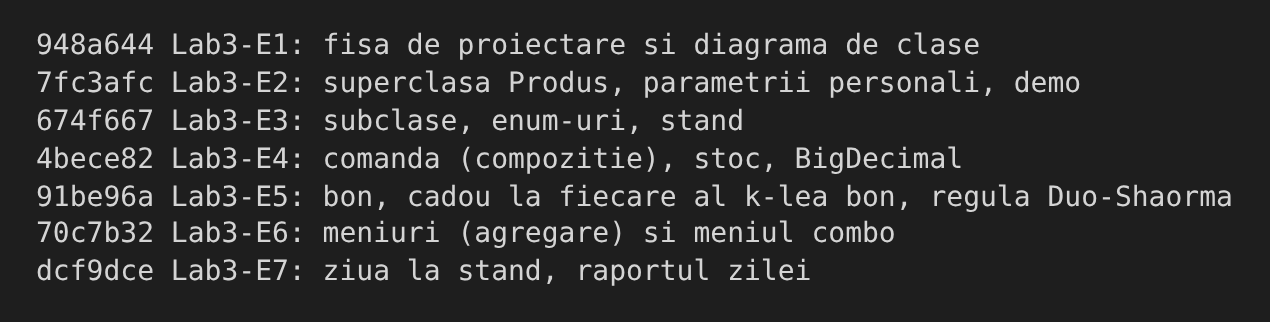 948a644 Lab3-E1: fisa de proiectare si diagrama de clase
7fc3afc Lab3-E2: superclasa Produs, parametrii personali, demo
674f667 Lab3-E3: subclase, enum-uri, stand
4bece82 Lab3-E4: comanda (compozitie), stoc, BigDecimal
91be96a Lab3-E5: bon, cadou la fiecare al k-lea bon, regula Duo-Shaorma
70c7b32 Lab3-E6: meniuri (agregare) si meniul combo
dcf9dce Lab3-E7: ziua la stand, raportul zilei